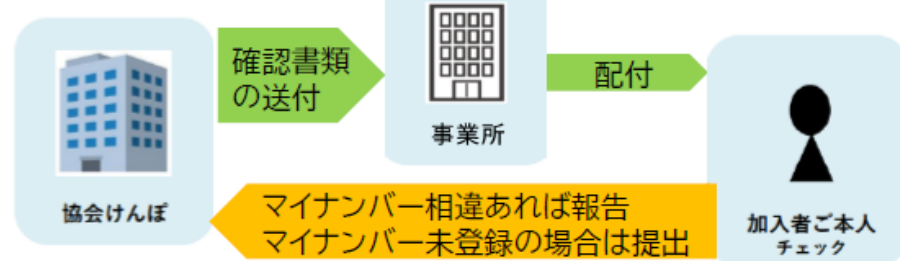 協会けんぽ
確認書類
の送付
事業所
配付
加入者ご本人
チェック
マイナンバー相違あれば報告
マイナンバー未登録の場合は提出